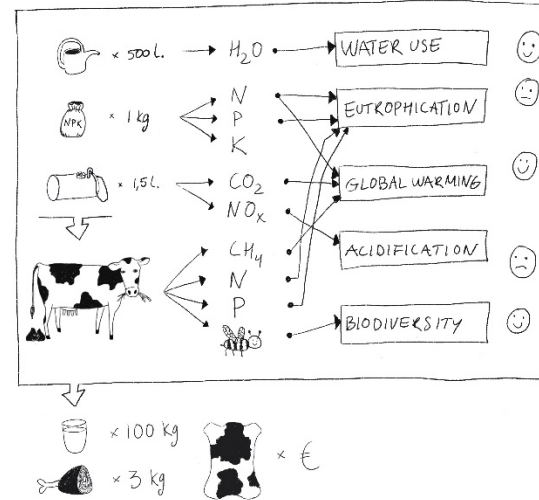 × 500 l. H₂O WATER USE
NPK × 1 kg N
P
K
EUTROPHICATION
× 1,5 l. CO₂
NOx
GLOBAL WARMING
CH₄
N
P
ACIDIFICATION
BIODIVERSITY
× 100 kg
× 3 kg
× €